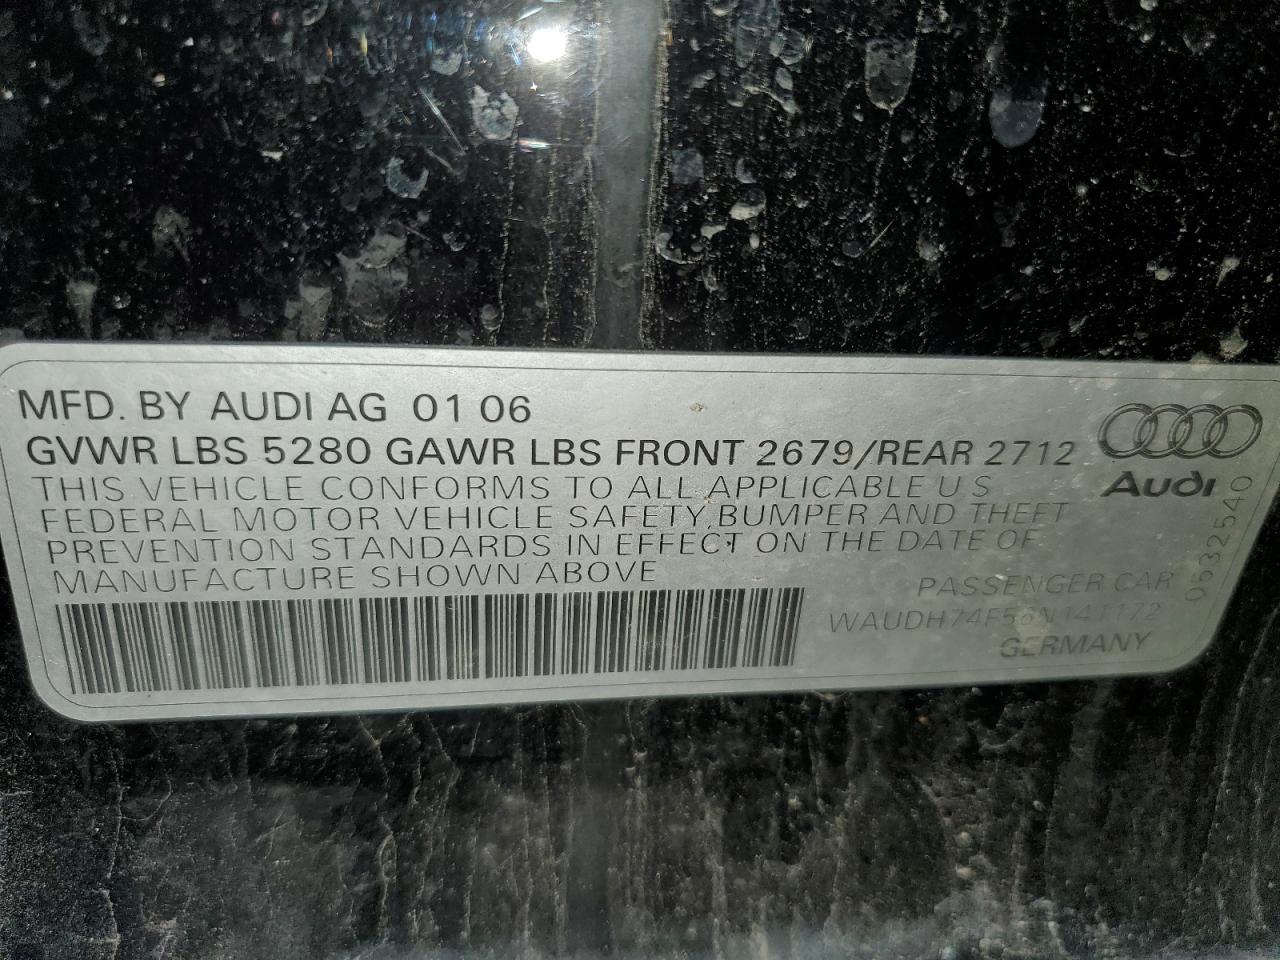 MFD. BY AUDI AG 01 06
GVWR LBS 5280 GAWR LBS FRONT 2679/REAR 2712
THIS VEHICLE CONFORMS TO ALL APPLICABLE U S
FEDERAL MOTOR VEHICLE SAFETY, BUMPER AND THEFT
PREVENTION STANDARDS IN EFFECT ON THE DATE OF
MANUFACTURE SHOWN ABOVE
Audi
PASSENGER CAR
WAUDH74F56N141172
GERMANY
0632540